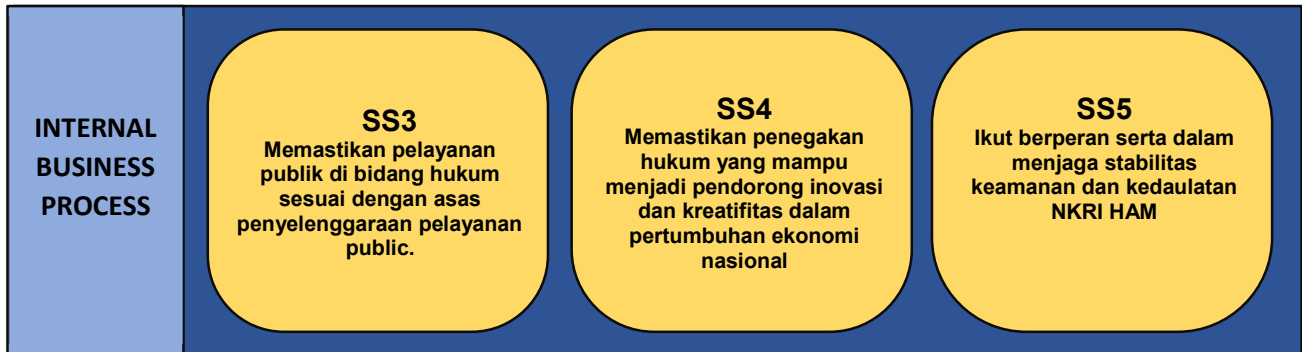 INTERNAL
BUSINESS
PROCESS
SS3
Memastikan pelayanan
publik di bidang hukum
sesuai dengan asas
penyelenggaraan pelayanan
public.
SS4
Memastikan penegakan
hukum yang mampu
menjadi pendorong inovasi
dan kreatifitas dalam
pertumbuhan ekonomi
nasional
SS5
Ikut berperan serta dalam
menjaga stabilitas
keamanan dan kedaulatan
NKRI HAM